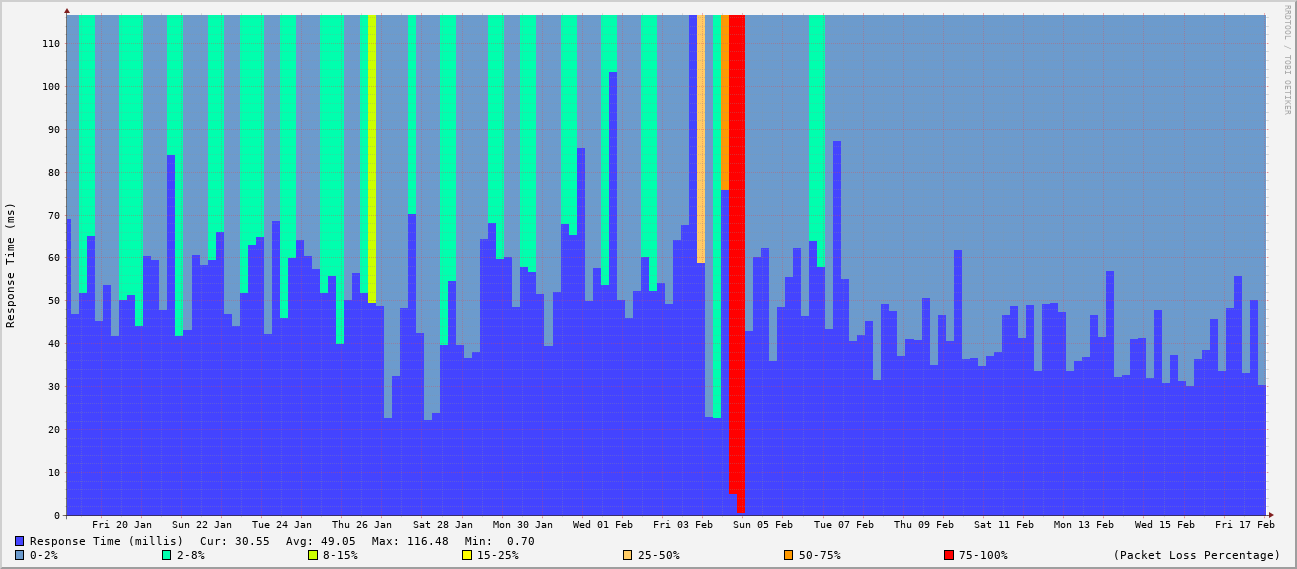 RRDTOOL / TOBI OETIKER
Response Time (ms)
110
100
90
80
70
60
50
40
30
20
10
0
Fri 20 Jan Sun 22 Jan Tue 24 Jan Thu 26 Jan Sat 28 Jan Mon 30 Jan Wed 01 Feb Fri 03 Feb Sun 05 Feb Tue 07 Feb Thu 09 Feb Sat 11 Feb Mon 13 Feb Wed 15 Feb Fri 17 Feb
Response Time (millis) Cur: 30.55 Avg: 49.05 Max: 116.48 Min: 0.70
0-2% 2-8% 8-15% 15-25% 25-50% 50-75% 75-100% (Packet Loss Percentage)